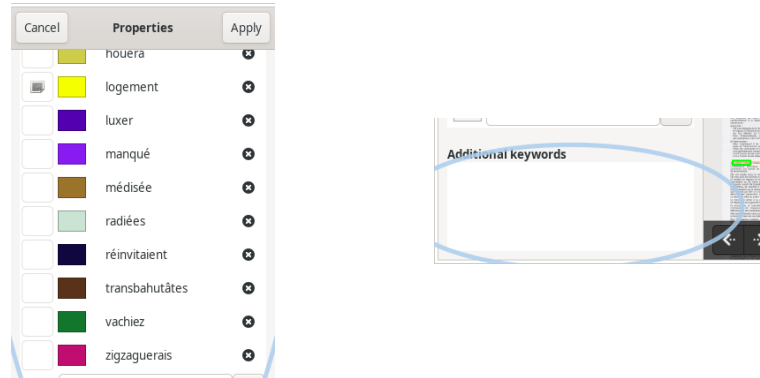 Cancel Properties Apply
houera
logement
luxer
manqué
médisée
radiées
réinvitaient
transbahutâtes
vachiez
zigzaguerais
Additional keywords